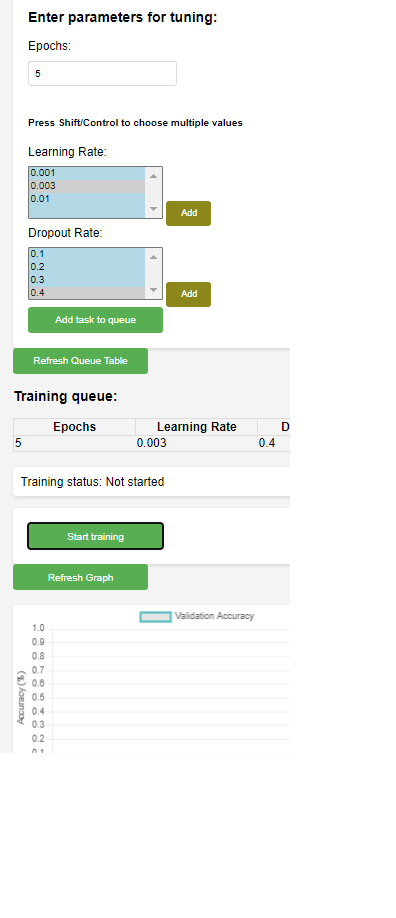 Enter parameters for tuning:
Epochs:
5
Press Shift/Control to choose multiple values
Learning Rate:
0.001
0.003
0.01
Add
Dropout Rate:
0.1
0.2
0.3
0.4
Add
Add task to queue
Refresh Queue Table
Training queue:
Epochs Learning Rate D
5 0.003 0.4
Training status: Not started
Start training
Refresh Graph
Validation Accuracy
1.0
0.9
0.8
0.7
0.6
0.5
0.4
0.3
0.2
0.1
Accuracy (%)